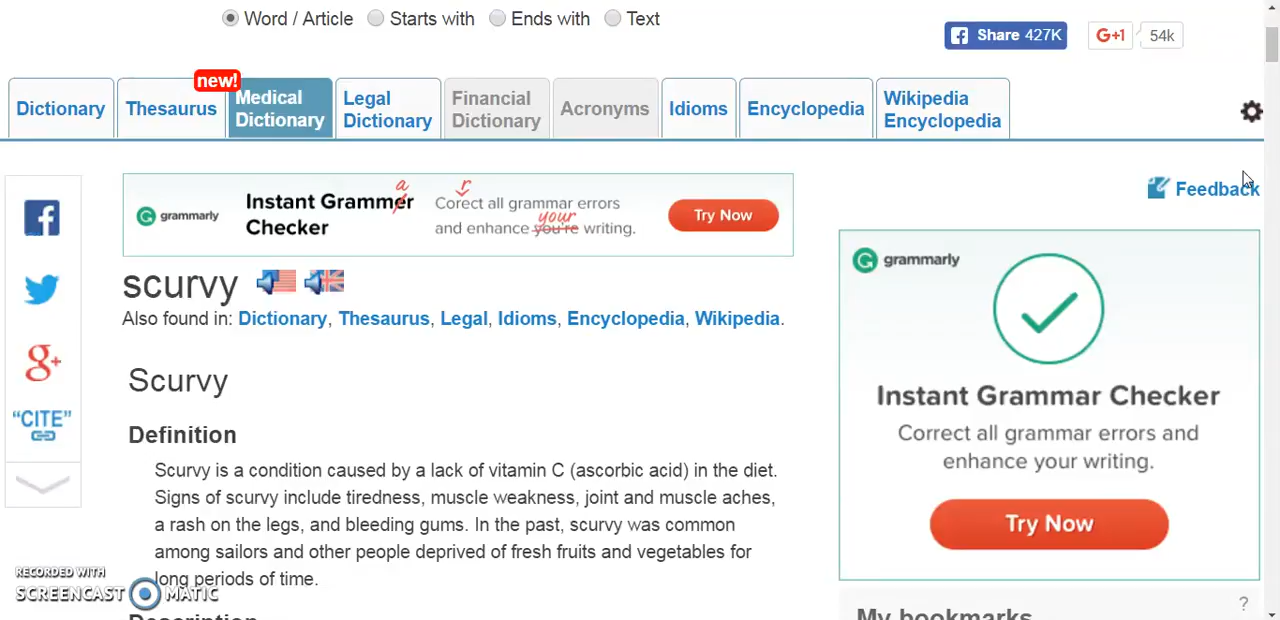 Word / Article Starts with Ends with Text
Share 427K
G+1 54k
new!
Dictionary
Thesaurus
Medical
Dictionary
Legal
Dictionary
Financial
Dictionary
Acronyms
Idioms
Encyclopedia
Wikipedia
Encyclopedia
Feedback
grammarly
Instant Grammer
a
Checker
r
Corect all grammar errors
your
and enhance you're writing.
Try Now
scurvy
Also found in: Dictionary, Thesaurus, Legal, Idioms, Encyclopedia, Wikipedia.
g+
"CITE"
Scurvy
Definition
Scurvy is a condition caused by a lack of vitamin C (ascorbic acid) in the diet.
Signs of scurvy include tiredness, muscle weakness, joint and muscle aches,
a rash on the legs, and bleeding gums. In the past, scurvy was common
among sailors and other people deprived of fresh fruits and vegetables for
long periods of time.
Description
grammarly
Instant Grammar Checker
Correct all grammar errors and
enhance your writing.
Try Now
?
My bookmarks
RECORDED WITH
SCREENCAST MATIC